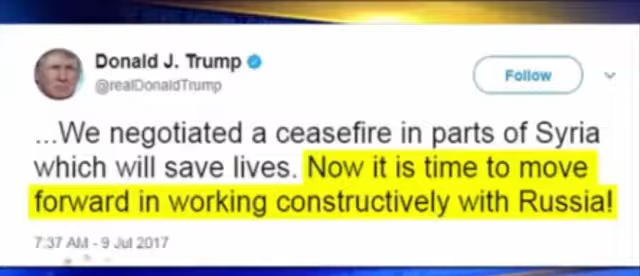 Donald J. Trump
@realDonaldTrump
Follow
...We negotiated a ceasefire in parts of Syria
which will save lives. Now it is time to move
forward in working constructively with Russia!
7:37 AM - 9 Jul 2017